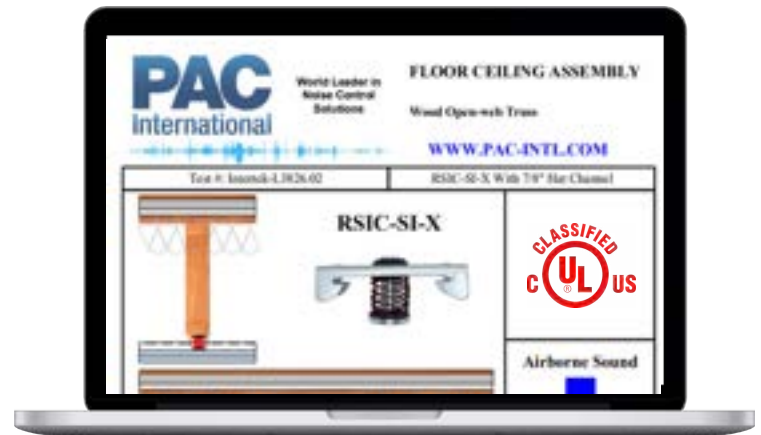 PAC
International
World Leader in
Noise Control
Solutions
FLOOR CEILING ASSEMBLY
Wood Open-web Truss
WWW.PAC-INTL.COM
Test #: Intertek-L3826.02
RSIC-SI-X With 7/8" Hat Channel
RSIC-SI-X
CLASSIFIED
C UL US
®
Airborne Sound